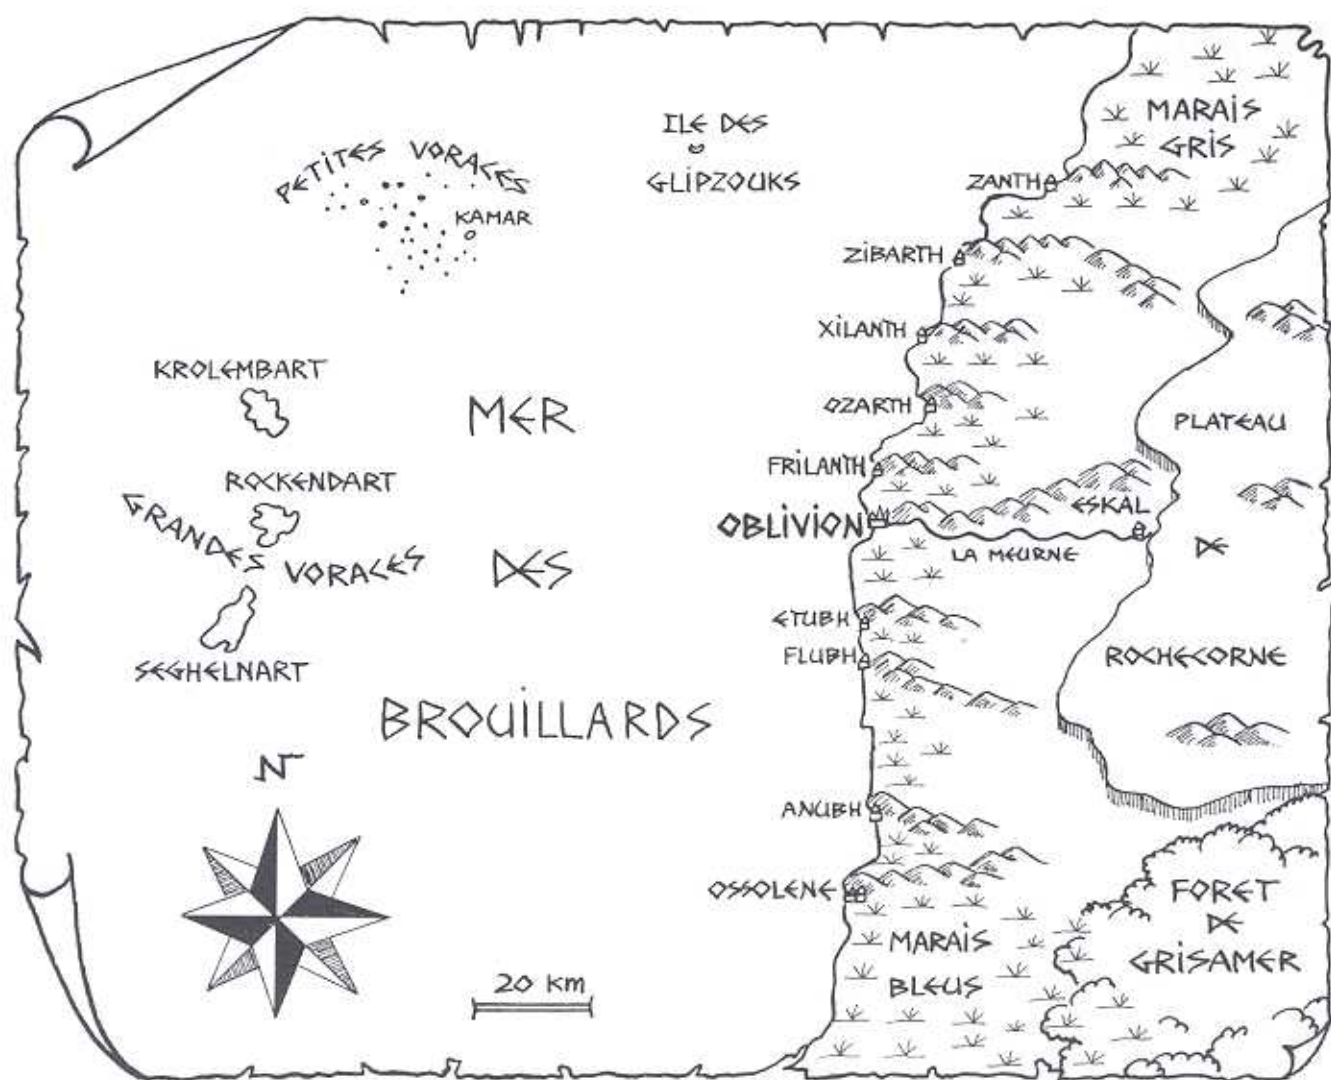 MARAIS
GRIS
ILE DES
GLIPZOUKS
PETITES VORACES
KAMAR
ZANTH
ZIBARTH
XILANTH
KROLEMBART
OZARTH
MER
PLATEAU
FRILANTH
ROCKENDART
ESKAL
OBLIVION
LA MEURNE
DE
GRANDES VORACES
DES
ETUBH
FLUBH
ROCHECORNE
SEGHELNART
BROUILLARDS
N
ANUBH
OSSOLENE
FORET
DE
GRISAMER
MARAIS
BLEUS
20 Km